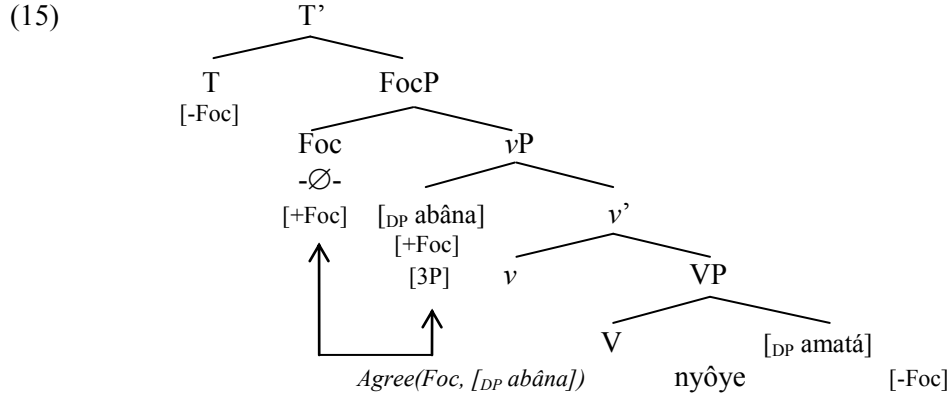 (15) T'
T FocP
[-Foc]
Foc vP
-∅-
[+Foc] [DP abâna] v'
[+Foc]
[3P] v VP
V [DP amatá]
Agree(Foc, [DP abâna]) nyôye [-Foc]